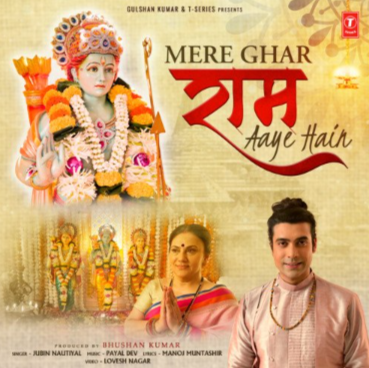 GULSHAN KUMAR & T-SERIES PRESENTS
T-SERIES
MERE GHAR
राम
Aaye Hain
PRODUCED BY BHUSHAN KUMAR
SINGER - JUBIN NAUTIYAL MUSIC - PAYAL DEV LYRICS - MANOJ MUNTASHIR
VIDEO - LOVESH NAGAR